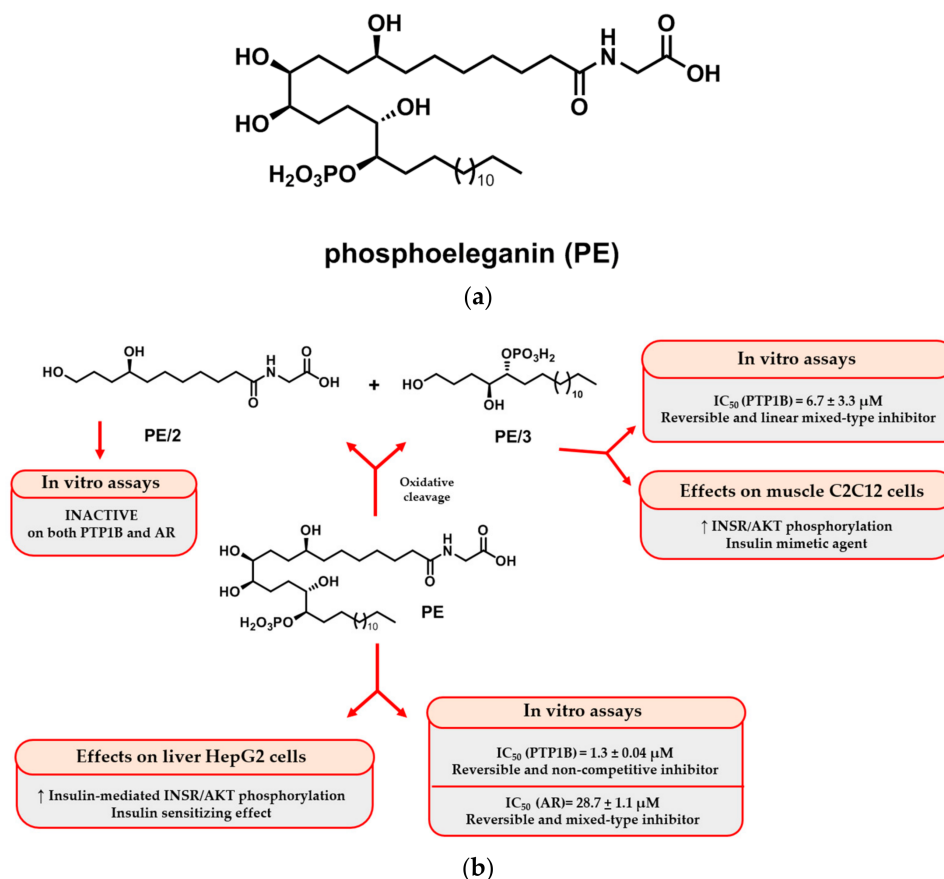 OH
HO
HO
OH
H₂O₃PO
10
O
H
N
O
OH
phosphoeleganin (PE)
(a)
HO
OH
O
H
N
O
OH
PE/2
+
HO
OPO₃H₂
OH
10
PE/3
In vitro assays
IC₅₀ (PTP1B) = 6.7 ± 3.3 μM
Reversible and linear mixed-type inhibitor
In vitro assays
INACTIVE
on both PTP1B and AR
Oxidative
cleavage
Effects on muscle C2C12 cells
↑ INSR/AKT phosphorylation
Insulin mimetic agent
OH
HO
HO
OH
H₂O₃PO
10
O
H
N
O
OH
PE
Effects on liver HepG2 cells
↑ Insulin-mediated INSR/AKT phosphorylation
Insulin sensitizing effect
In vitro assays
IC₅₀ (PTP1B) = 1.3 ± 0.04 μM
Reversible and non-competitive inhibitor
IC₅₀ (AR)= 28.7 ± 1.1 μM
Reversible and mixed-type inhibitor
(b)